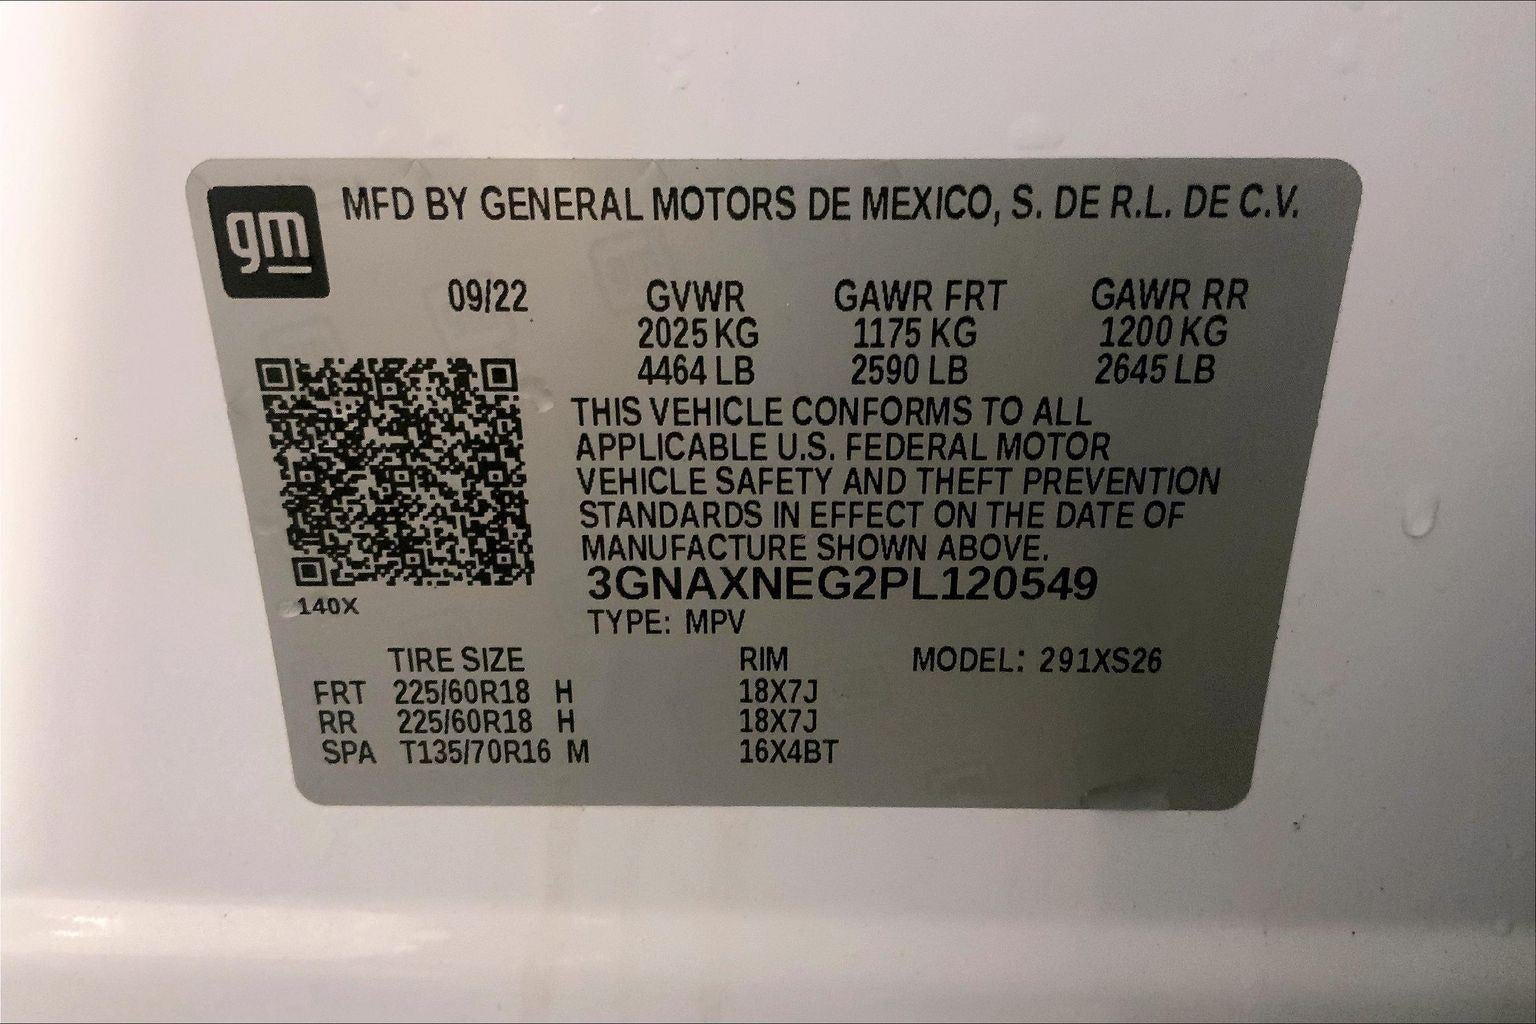 gm
MFD BY GENERAL MOTORS DE MEXICO, S. DE R.L. DE C.V.
09/22 GVWR GAWR FRT GAWR RR
2025 KG 1175 KG 1200 KG
4464 LB 2590 LB 2645 LB
THIS VEHICLE CONFORMS TO ALL
APPLICABLE U.S. FEDERAL MOTOR
VEHICLE SAFETY AND THEFT PREVENTION
STANDARDS IN EFFECT ON THE DATE OF
MANUFACTURE SHOWN ABOVE.
3GNAXNEG2PL120549
140X
TYPE: MPV
TIRE SIZE RIM MODEL: 291XS26
FRT 225/60R18 H 18X7J
RR 225/60R18 H 18X7J
SPA T135/70R16 M 16X4BT